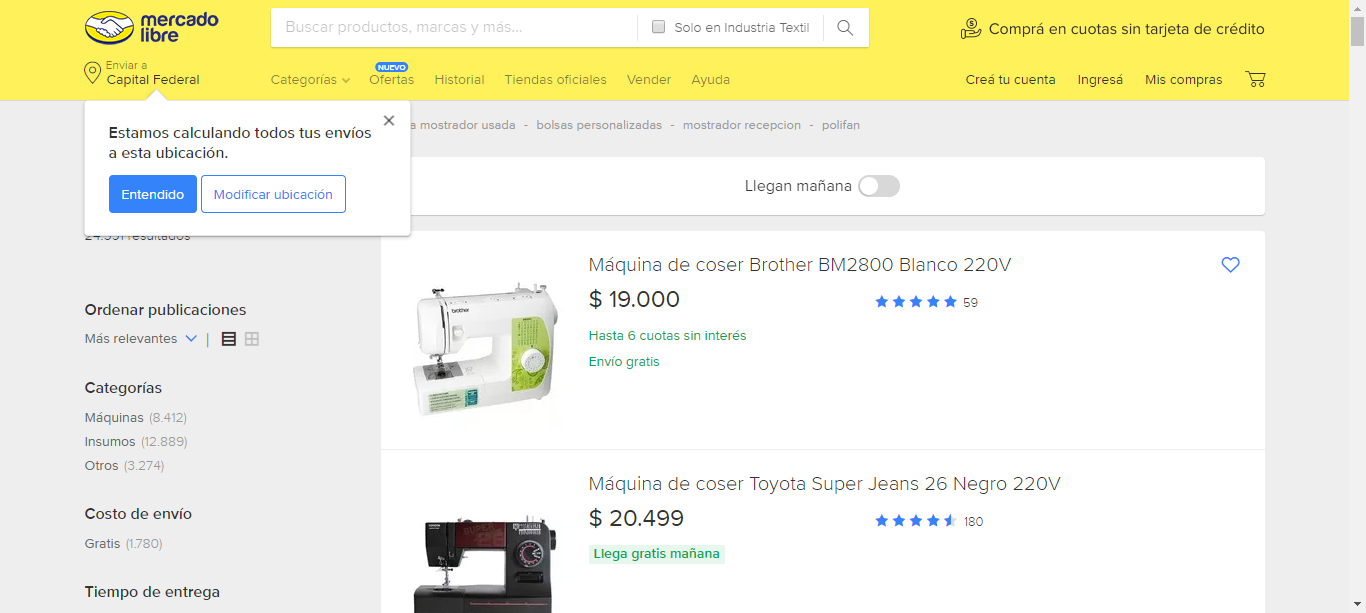 mercado
libre
Buscar productos, marcas y más...
Solo en Industria Textil
Comprá en cuotas sin tarjeta de crédito
Enviar a
Capital Federal
Categorías
NUEVO
Ofertas
Historial
Tiendas oficiales
Vender
Ayuda
Creá tu cuenta
Ingresá
Mis compras
Estamos calculando todos tus envíos
a esta ubicación.
Entendido
Modificar ubicación
mostrador usada - bolsas personalizadas - mostrador recepcion - polifan
Llegan mañana
resultados
Ordenar publicaciones
Más relevantes
Categorías
Máquinas (8.412)
Insumos (12.889)
Otros (3.274)
Costo de envío
Gratis (1.780)
Tiempo de entrega
brother
Máquina de coser Brother BM2800 Blanco 220V
$ 19.000
59
Hasta 6 cuotas sin interés
Envío gratis
Máquina de coser Toyota Super Jeans 26 Negro 220V
$ 20.499
180
Llega gratis mañana